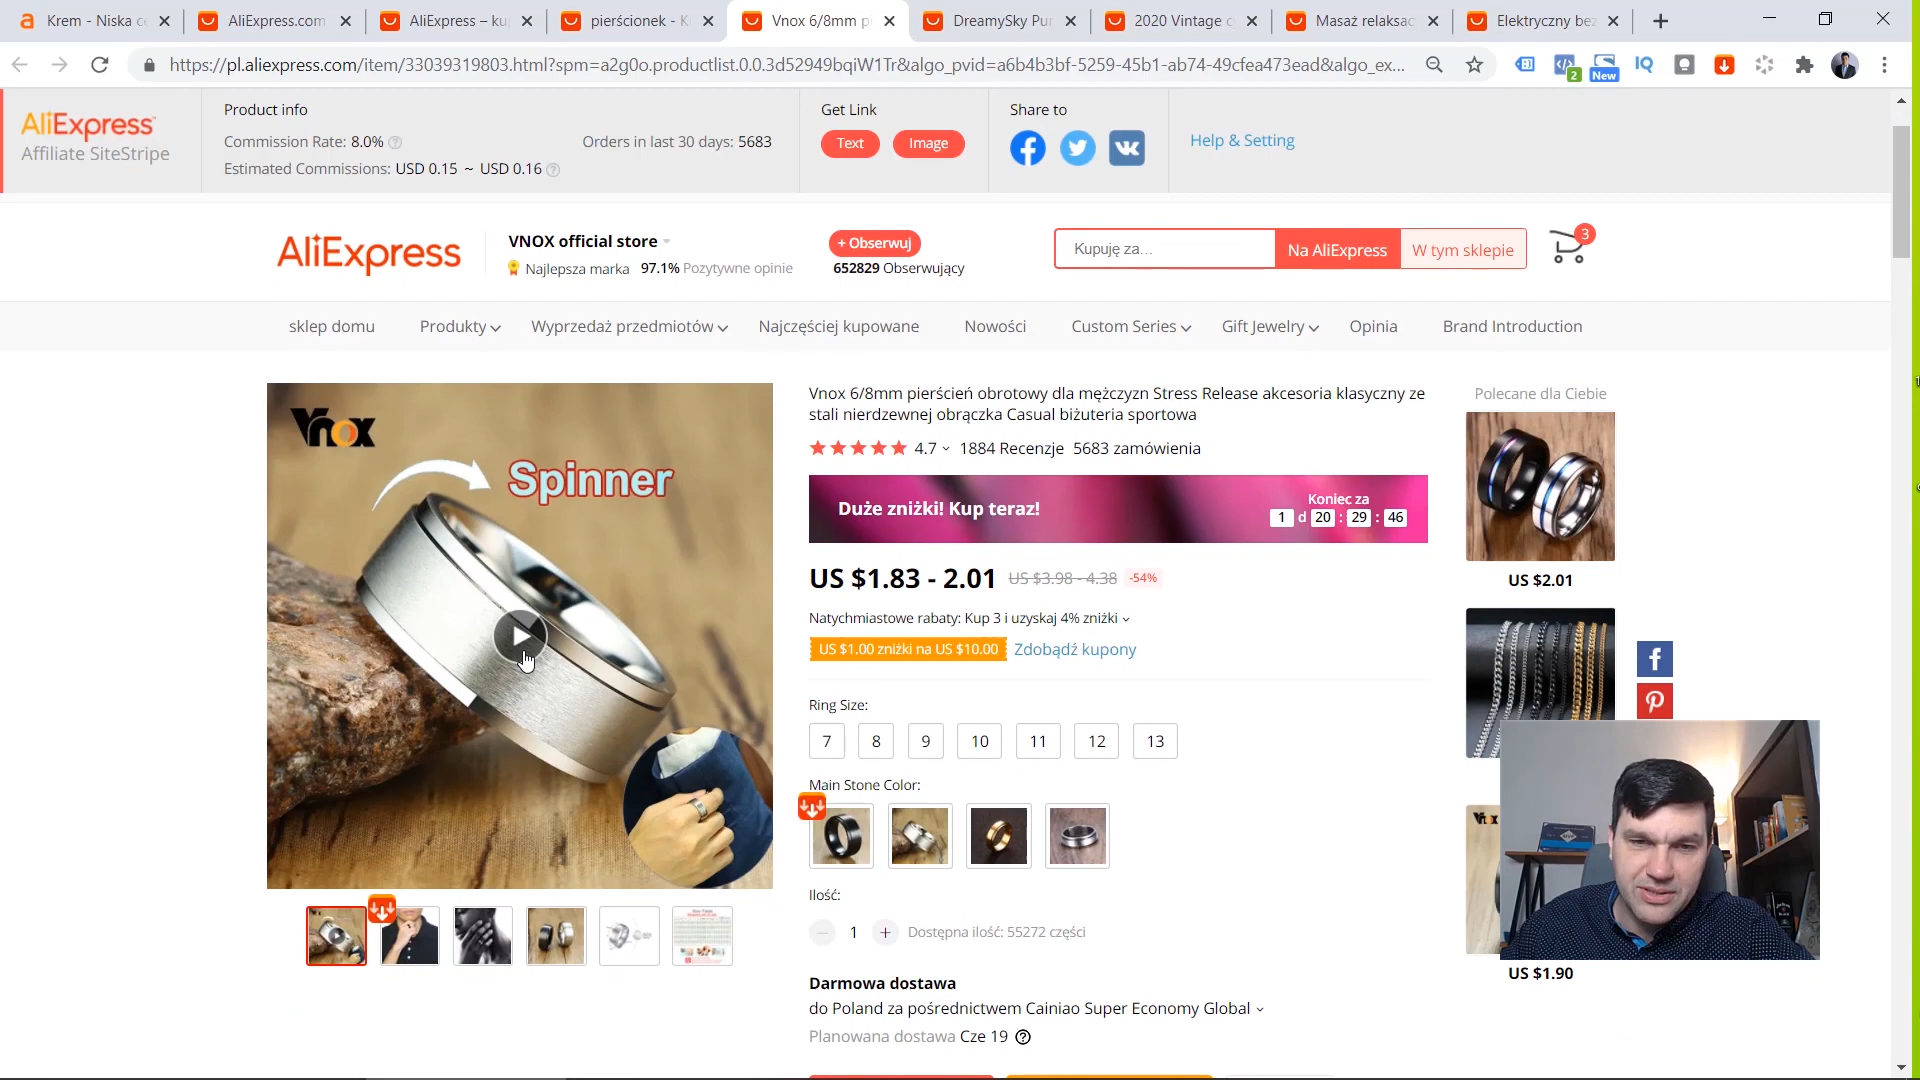 Krem - Niska c
AliExpress.com
AliExpress – ku
pierścionek - K
Vnox 6/8mm p
DreamySky Pu
2020 Vintage c
Masaż relaksac
Elektryczny be
https://pl.aliexpress.com/item/33039319803.html?spm=a2g0o.productlist.0.0.3d52949bqiW1Tr&algo_pvid=a6b4b3bf-5259-45b1-ab74-49cfea473ead&algo_ex...
2
New
IQ
AliExpress
Affiliate SiteStripe
Product info
Commission Rate: 8.0%
Orders in last 30 days: 5683
Estimated Commissions: USD 0.15 ~ USD 0.16
Get Link
Text
Image
Share to
Help & Setting
AliExpress
VNOX official store
Najlepsza marka 97.1% Pozytywne opinie
+ Obserwuj
652829 Obserwujący
Kupuję za...
Na AliExpress
W tym sklepie
3
sklep domu
Produkty
Wyprzedaż przedmiotów
Najczęściej kupowane
Nowości
Custom Series
Gift Jewelry
Opinia
Brand Introduction
Vnox
Spinner
Vnox 6/8mm pierścień obrotowy dla mężczyzn Stress Release akcesoria klasyczny ze
stali nierdzewnej obrączka Casual biżuteria sportowa
4.7 1884 Recenzje 5683 zamówienia
Duże zniżki! Kup teraz!
Koniec za
1 d 20 : 29 : 46
US $1.83 - 2.01 US $3.98 - 4.38 -54%
Natychmiastowe rabaty: Kup 3 i uzyskaj 4% zniżki
US $1.00 zniżki na US $10.00 Zdobądź kupony
Ring Size:
7 8 9 10 11 12 13
Main Stone Color:
Ilość:
1 + Dostępna ilość: 55272 części
Darmowa dostawa
do Poland za pośrednictwem Cainiao Super Economy Global
Planowana dostawa Cze 19
Polecane dla Ciebie
US $2.01
US $1.90